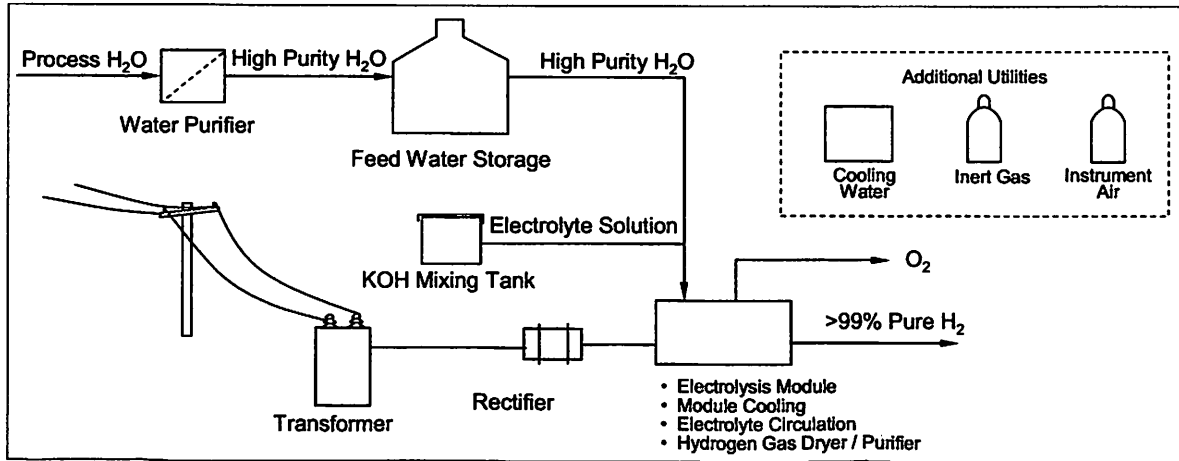 Process H₂O
High Purity H₂O
High Purity H₂O
Water Purifier
Feed Water Storage
Additional Utilities
Cooling
Water
Inert Gas
Instrument
Air
Electrolyte Solution
KOH Mixing Tank
O₂
>99% Pure H₂
Transformer
Rectifier
• Electrolysis Module
• Module Cooling
• Electrolyte Circulation
• Hydrogen Gas Dryer / Purifier